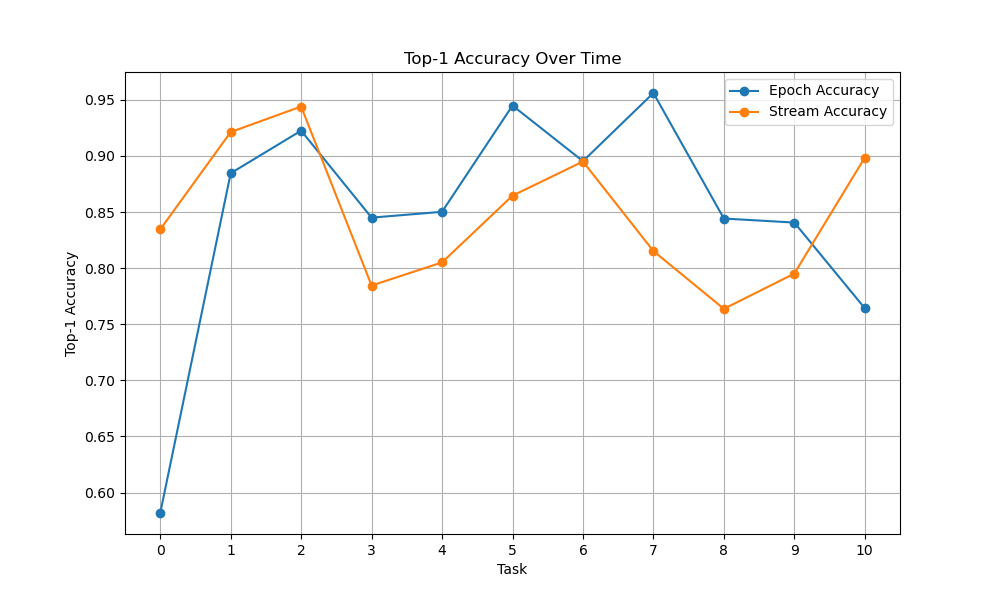 Top-1 Accuracy Over Time
Epoch Accuracy
Stream Accuracy
Top-1 Accuracy
0.95
0.90
0.85
0.80
0.75
0.70
0.65
0.60
0 1 2 3 4 5 6 7 8 9 10
Task